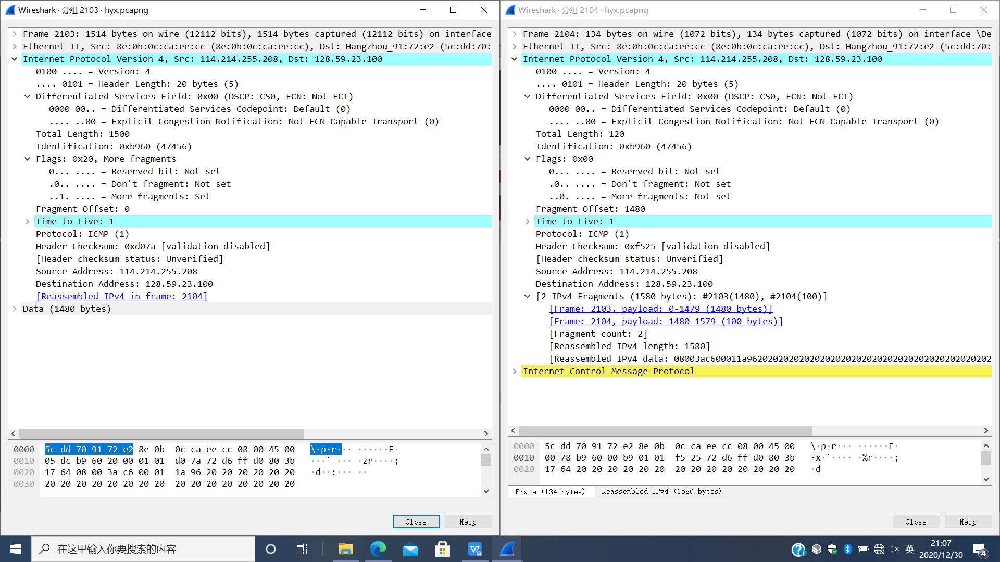 Wireshark · 分组 2103 · hyx.pcapng
Frame 2103: 1514 bytes on wire (12112 bits), 1514 bytes captured (12112 bits) on interface
Ethernet II, Src: 8e:0b:0c:ca:ee:cc (8e:0b:0c:ca:ee:cc), Dst: Hangzhou_91:72:e2 (5c:dd:70:
Internet Protocol Version 4, Src: 114.214.255.208, Dst: 128.59.23.100
0100 .... = Version: 4
.... 0101 = Header Length: 20 bytes (5)
Differentiated Services Field: 0x00 (DSCP: CS0, ECN: Not-ECT)
0000 00.. = Differentiated Services Codepoint: Default (0)
.... ..00 = Explicit Congestion Notification: Not ECN-Capable Transport (0)
Total Length: 1500
Identification: 0xb960 (47456)
Flags: 0x20, More fragments
0... .... = Reserved bit: Not set
.0.. .... = Don't fragment: Not set
..1. .... = More fragments: Set
Fragment Offset: 0
Time to Live: 1
Protocol: ICMP (1)
Header Checksum: 0xd07a [validation disabled]
[Header checksum status: Unverified]
Source Address: 114.214.255.208
Destination Address: 128.59.23.100
[Reassembled IPv4 in frame: 2104]
Data (1480 bytes)
0000 5c dd 70 91 72 e2 8e 0b 0c ca ee cc 08 00 45 00 \·p·r··· ······E·
0010 05 dc b9 60 20 00 01 01 d0 7a 72 d6 ff d0 80 3b ···` ··· ·zr····;
0020 17 64 08 00 3a c6 00 01 1a 96 20 20 20 20 20 20 ·d··:··· ··
0030 20 20 20 20 20 20 20 20 20 20 20 20 20 20 20 20
Close
Help
Wireshark · 分组 2104 · hyx.pcapng
Frame 2104: 134 bytes on wire (1072 bits), 134 bytes captured (1072 bits) on interface \De
Ethernet II, Src: 8e:0b:0c:ca:ee:cc (8e:0b:0c:ca:ee:cc), Dst: Hangzhou_91:72:e2 (5c:dd:70:
Internet Protocol Version 4, Src: 114.214.255.208, Dst: 128.59.23.100
0100 .... = Version: 4
.... 0101 = Header Length: 20 bytes (5)
Differentiated Services Field: 0x00 (DSCP: CS0, ECN: Not-ECT)
0000 00.. = Differentiated Services Codepoint: Default (0)
.... ..00 = Explicit Congestion Notification: Not ECN-Capable Transport (0)
Total Length: 120
Identification: 0xb960 (47456)
Flags: 0x00
0... .... = Reserved bit: Not set
.0.. .... = Don't fragment: Not set
..0. .... = More fragments: Not set
Fragment Offset: 1480
Time to Live: 1
Protocol: ICMP (1)
Header Checksum: 0xf525 [validation disabled]
[Header checksum status: Unverified]
Source Address: 114.214.255.208
Destination Address: 128.59.23.100
[2 IPv4 Fragments (1580 bytes): #2103(1480), #2104(100)]
[Frame: 2103, payload: 0-1479 (1480 bytes)]
[Frame: 2104, payload: 1480-1579 (100 bytes)]
[Fragment count: 2]
[Reassembled IPv4 length: 1580]
[Reassembled IPv4 data: 08003ac600011a96202020202020202020202020202020202020202020202
Internet Control Message Protocol
0000 5c dd 70 91 72 e2 8e 0b 0c ca ee cc 08 00 45 00 \·p·r··· ······E·
0010 00 78 b9 60 00 b9 01 01 f5 25 72 d6 ff d0 80 3b ·x·`···· ·%r····;
0020 17 64 20 20 20 20 20 20 20 20 20 20 20 20 20 20 ·d
Frame (134 bytes)
Reassembled IPv4 (1580 bytes)
Close
Help
在这里输入你要搜索的内容
英
21:07
2020/12/30
4